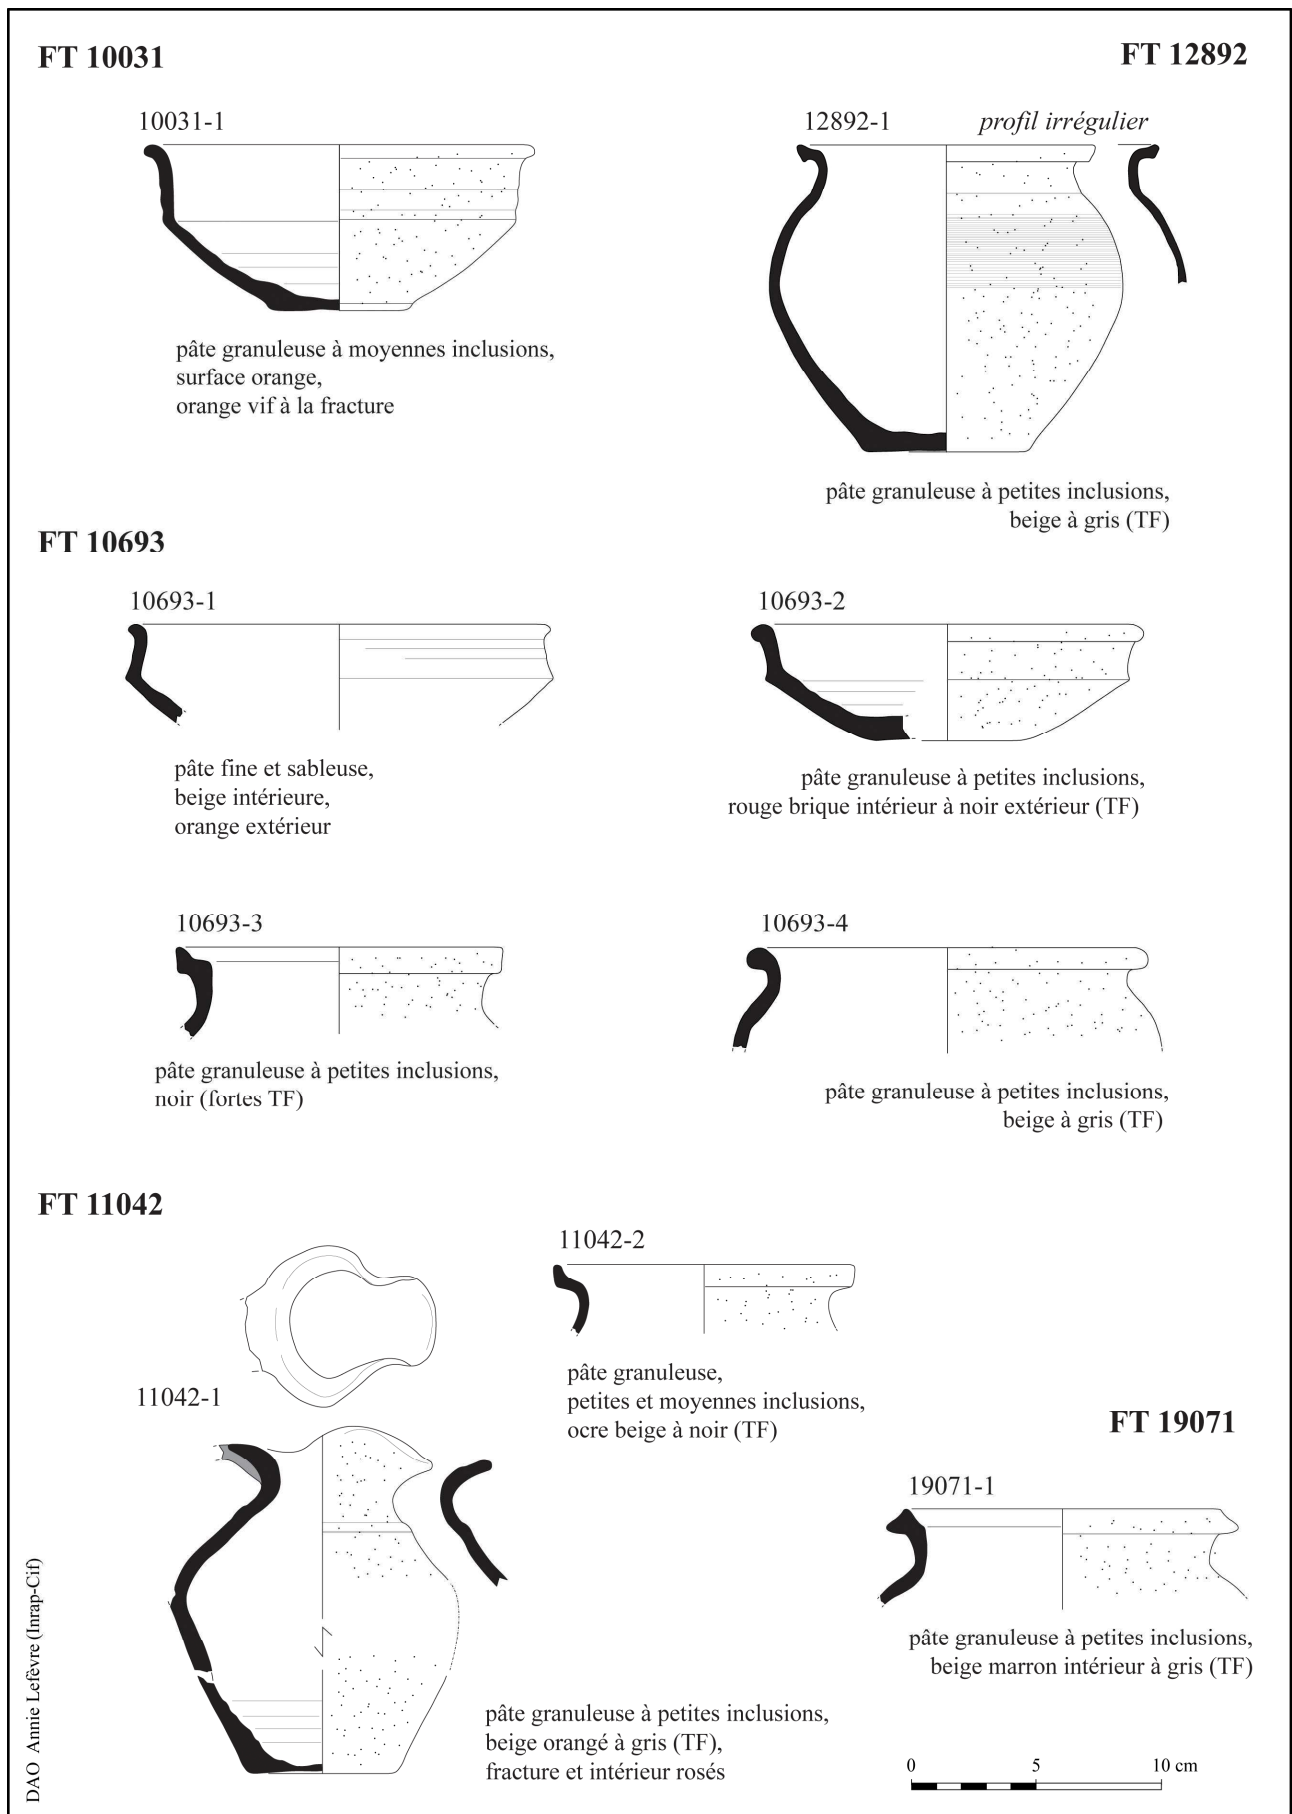 FT 10031
FT 12892
10031-1
12892-1
profil irrégulier
pâte granuleuse à moyennes inclusions,
surface orange,
orange vif à la fracture
pâte granuleuse à petites inclusions,
beige à gris (TF)
FT 10693
10693-1
10693-2
pâte fine et sableuse,
beige intérieure,
orange extérieur
pâte granuleuse à petites inclusions,
rouge brique intérieur à noir extérieur (TF)
10693-3
10693-4
pâte granuleuse à petites inclusions,
noir (fortes TF)
pâte granuleuse à petites inclusions,
beige à gris (TF)
FT 11042
11042-2
pâte granuleuse,
petites et moyennes inclusions,
ocre beige à noir (TF)
11042-1
FT 19071
19071-1
pâte granuleuse à petites inclusions,
beige marron intérieur à gris (TF)
pâte granuleuse à petites inclusions,
beige orangé à gris (TF),
fracture et intérieur rosés
0 5 10 cm
DAO Annie Lefèvre (Inrap-Cif)